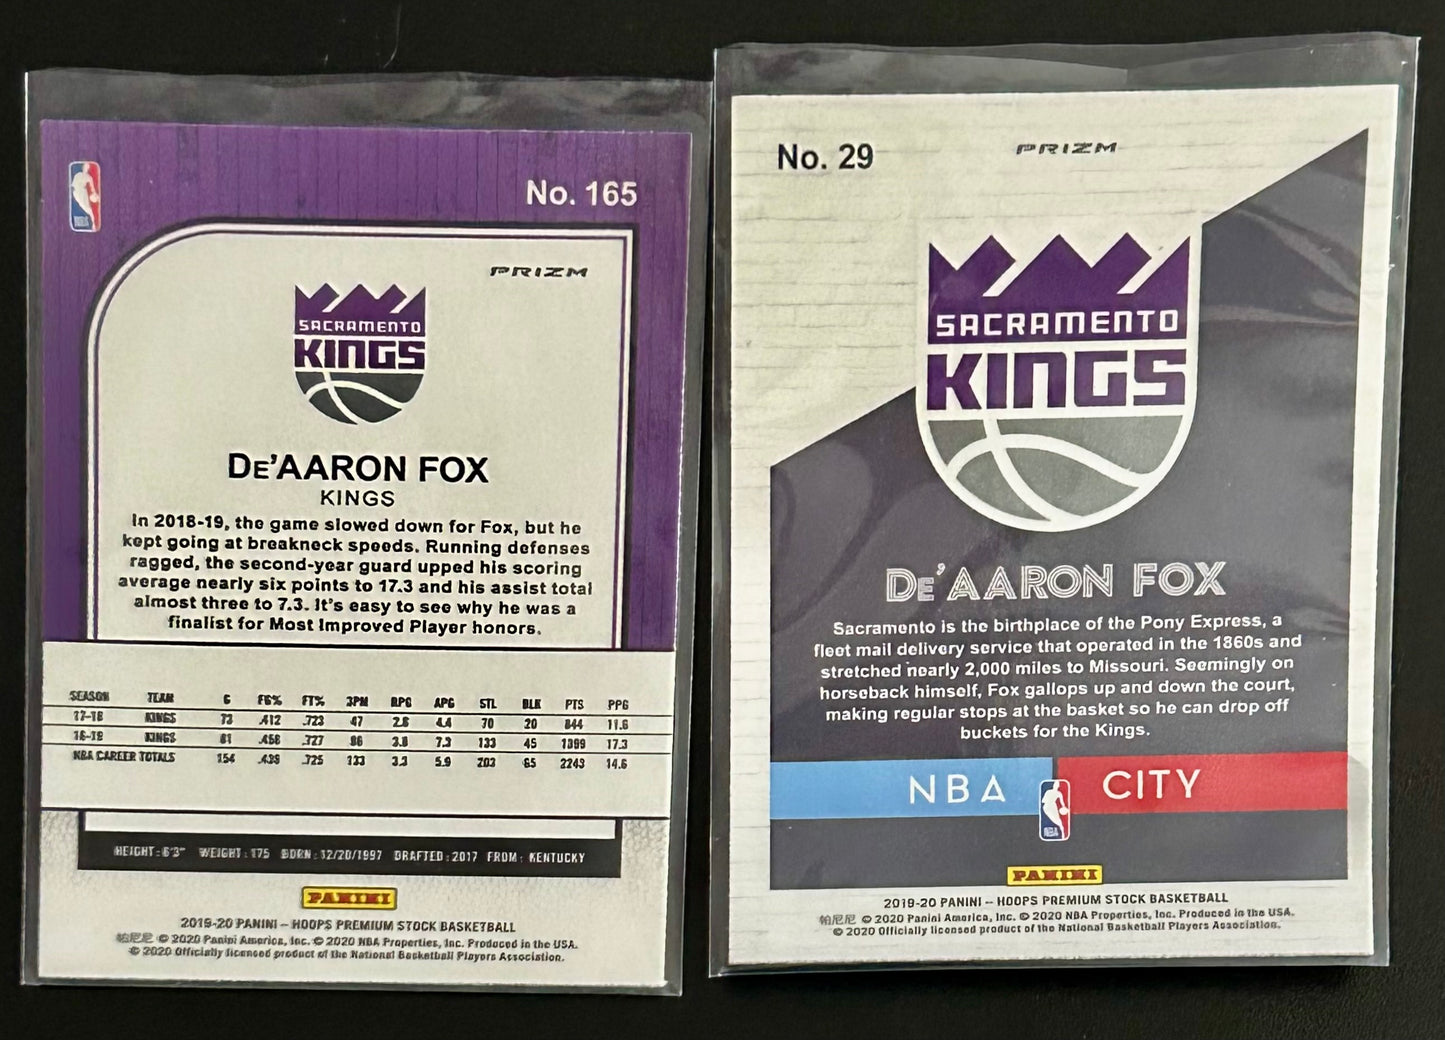 No. 165
PRIZM
SACRAMENTO
KINGS
DE'AARON FOX
KINGS
In 2018-19, the game slowed down for Fox, but he
kept going at breakneck speeds. Running defenses
ragged, the second-year guard upped his scoring
average nearly six points to 17.3 and his assist total
almost three to 7.3. It's easy to see why he was a
finalist for Most Improved Player honors.
SEASON TEAM G FG% FT% 3PM RPG APG STL BLK PTS PPG
17-18 KINGS 73 .412 .723 47 2.8 4.4 70 20 844 11.6
18-19 KINGS 81 .458 .727 86 3.8 7.3 133 45 1399 17.3
NBA CAREER TOTALS 154 .439 .725 133 3.3 5.9 203 65 2243 14.6
HEIGHT: 6'3" WEIGHT: 175 BORN: 12/20/1997 DRAFTED: 2017 FROM: KENTUCKY
PANINI
2019-20 PANINI – HOOPS PREMIUM STOCK BASKETBALL
帕尼尼 © 2020 Panini America, Inc. © 2020 NBA Properties, Inc. Produced in the USA.
© 2020 Officially licensed product of the National Basketball Players Association.
No. 29
PRIZM
SACRAMENTO
KINGS
DE'AARON FOX
Sacramento is the birthplace of the Pony Express, a
fleet mail delivery service that operated in the 1860s and
stretched nearly 2,000 miles to Missouri. Seemingly on
horseback himself, Fox gallops up and down the court,
making regular stops at the basket so he can drop off
buckets for the Kings.
NBA CITY
NBA
PANINI
2019-20 PANINI – HOOPS PREMIUM STOCK BASKETBALL
帕尼尼 © 2020 Panini America, Inc. © 2020 NBA Properties, Inc. Produced in the USA.
© 2020 Officially licensed product of the National Basketball Players Association.